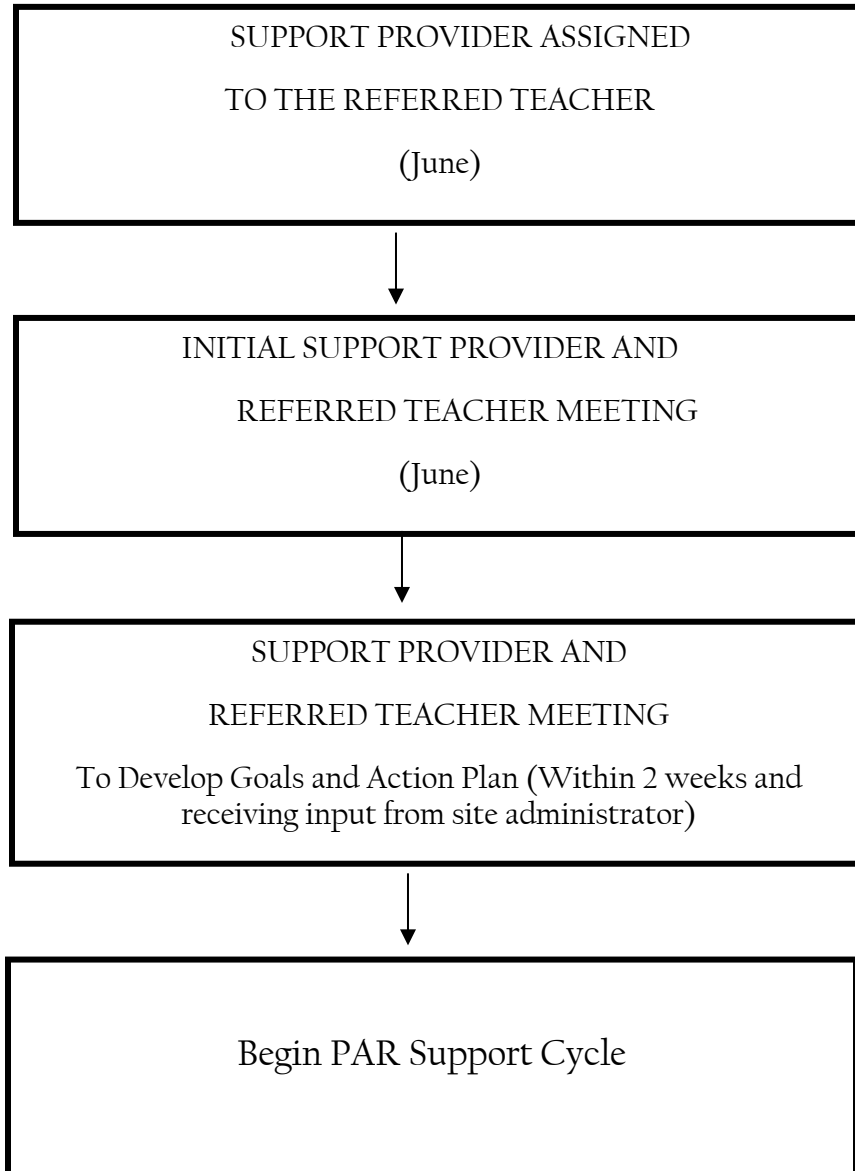 SUPPORT PROVIDER ASSIGNED
TO THE REFERRED TEACHER
(June)
INITIAL SUPPORT PROVIDER AND
REFERRED TEACHER MEETING
(June)
SUPPORT PROVIDER AND
REFERRED TEACHER MEETING
To Develop Goals and Action Plan (Within 2 weeks and
receiving input from site administrator)
Begin PAR Support Cycle